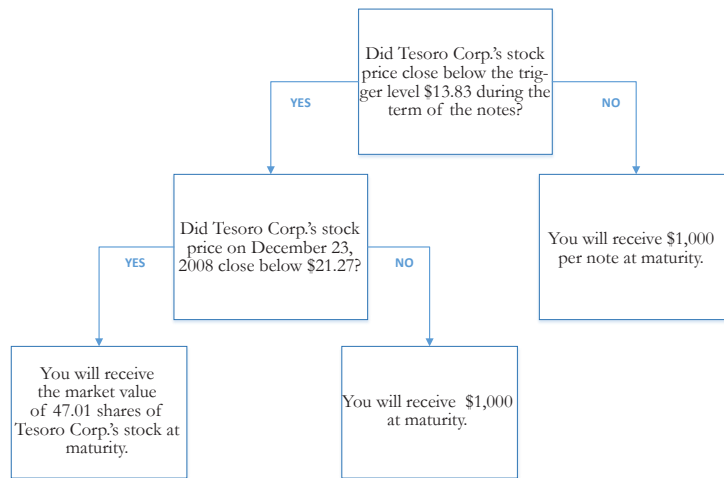 Did Tesoro Corp.'s stock
price close below the trig-
ger level $13.83 during the
term of the notes?
YES
NO
Did Tesoro Corp.'s stock
price on December 23,
2008 close below $21.27?
You will receive $1,000
per note at maturity.
YES
NO
You will receive
the market value
of 47.01 shares of
Tesoro Corp.'s stock at
maturity.
You will receive $1,000
at maturity.